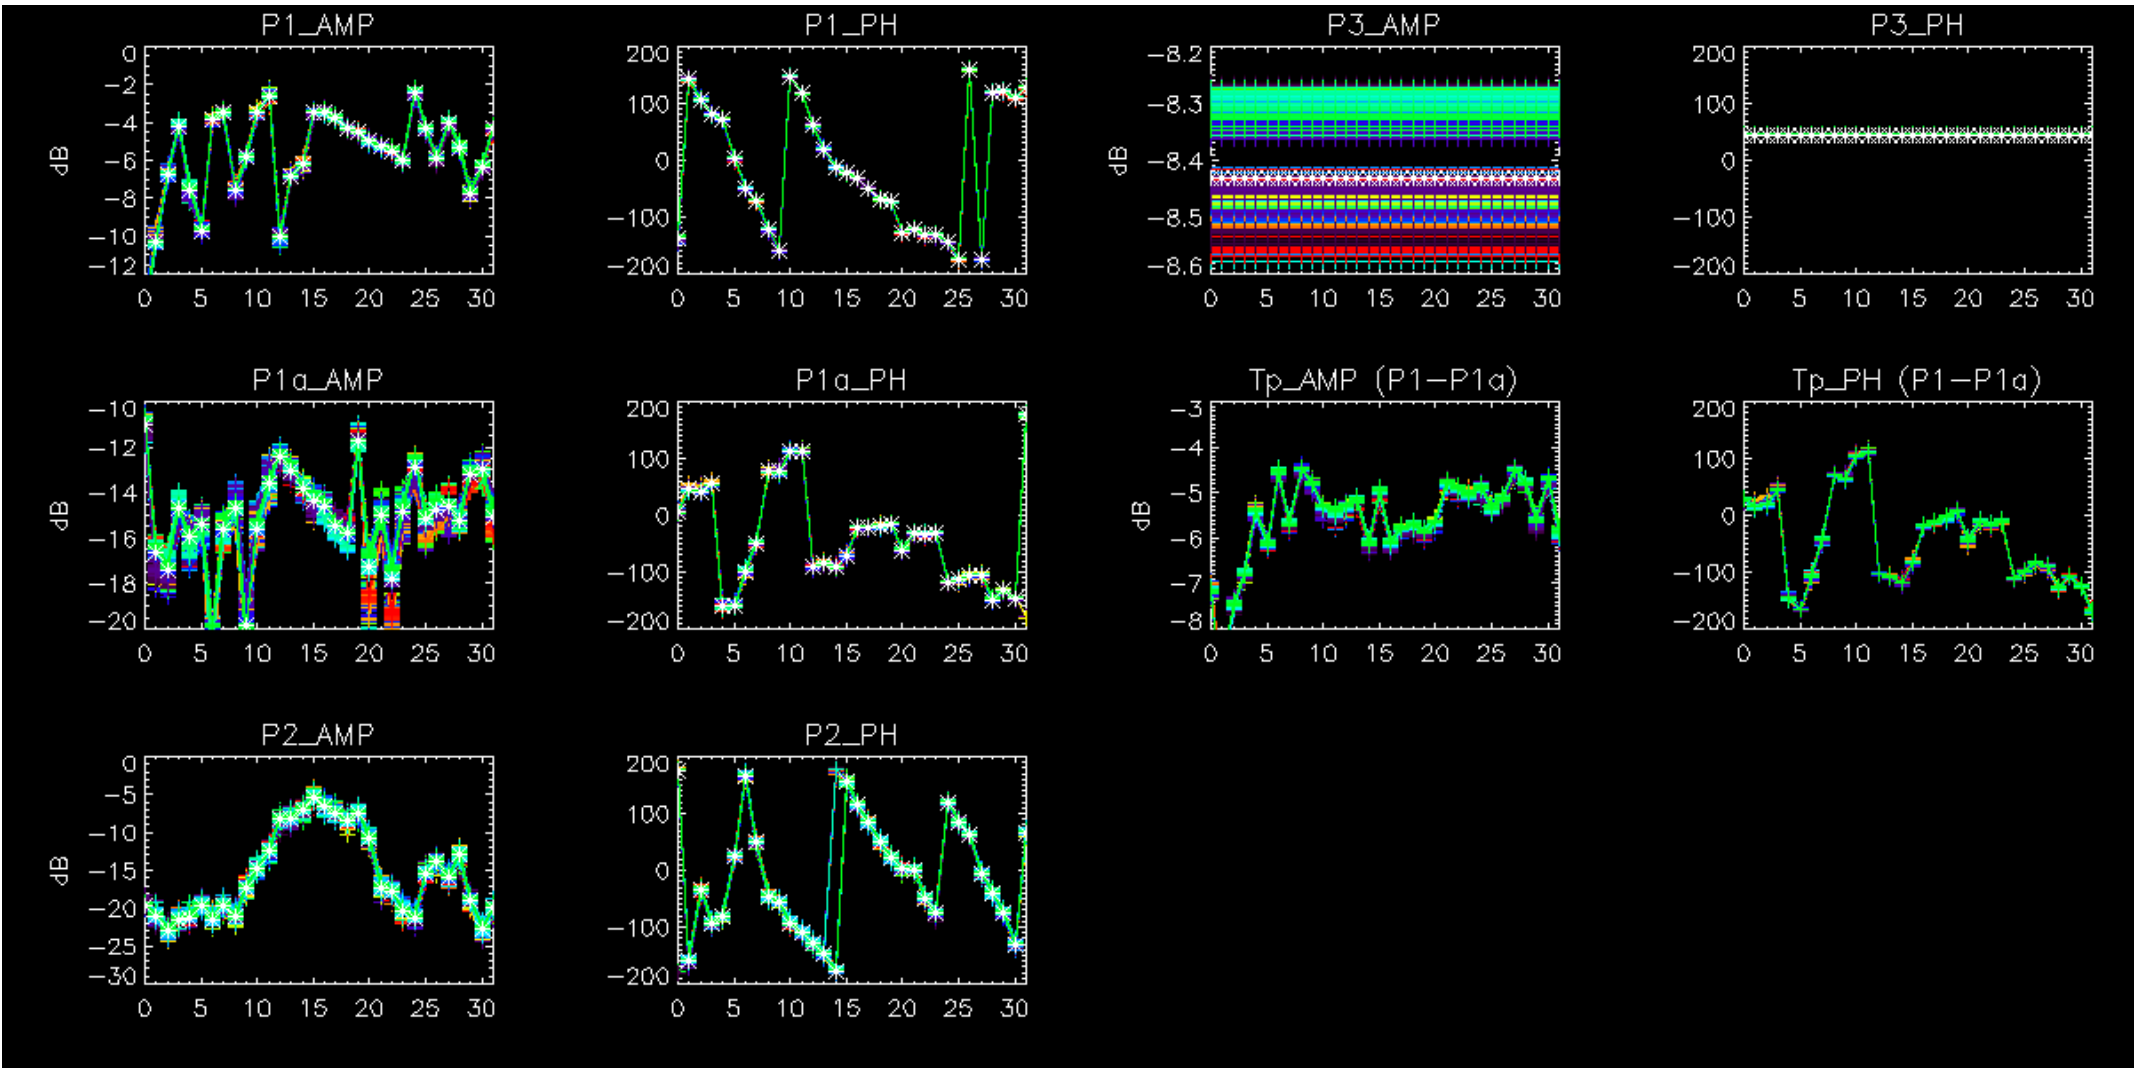 P1_AMP
0
−2
−4
−6
−8
−10
−12
dB
0 5 10 15 20 25 30
P1_PH
200
100
0
−100
−200
0 5 10 15 20 25 30
P3_AMP
−8.2
−8.3
−8.4
−8.5
−8.6
dB
0 5 10 15 20 25 30
P3_PH
200
100
0
−100
−200
0 5 10 15 20 25 30
P1a_AMP
−10
−12
−14
−16
−18
−20
dB
0 5 10 15 20 25 30
P1a_PH
200
100
0
−100
−200
0 5 10 15 20 25 30
Tp_AMP (P1−P1a)
−3
−4
−5
−6
−7
−8
dB
0 5 10 15 20 25 30
Tp_PH (P1−P1a)
200
100
0
−100
−200
0 5 10 15 20 25 30
P2_AMP
0
−5
−10
−15
−20
−25
−30
dB
0 5 10 15 20 25 30
P2_PH
200
100
0
−100
−200
0 5 10 15 20 25 30